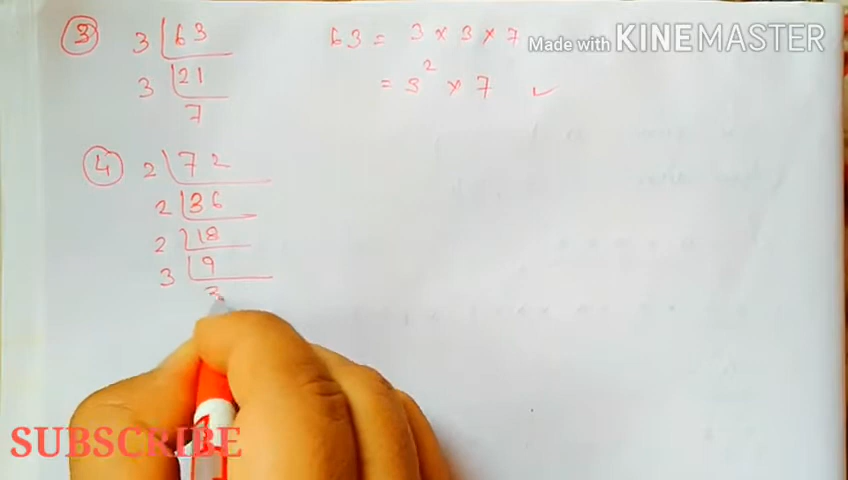 ③ 3 | 63 63 = 3 × 3 × 7
Made with KINEMASTER
3 | 21 = 3² × 7 ✓
7
④ 2 | 72
2 | 36
2 | 18
3 | 9
3
SUBSCRIBE